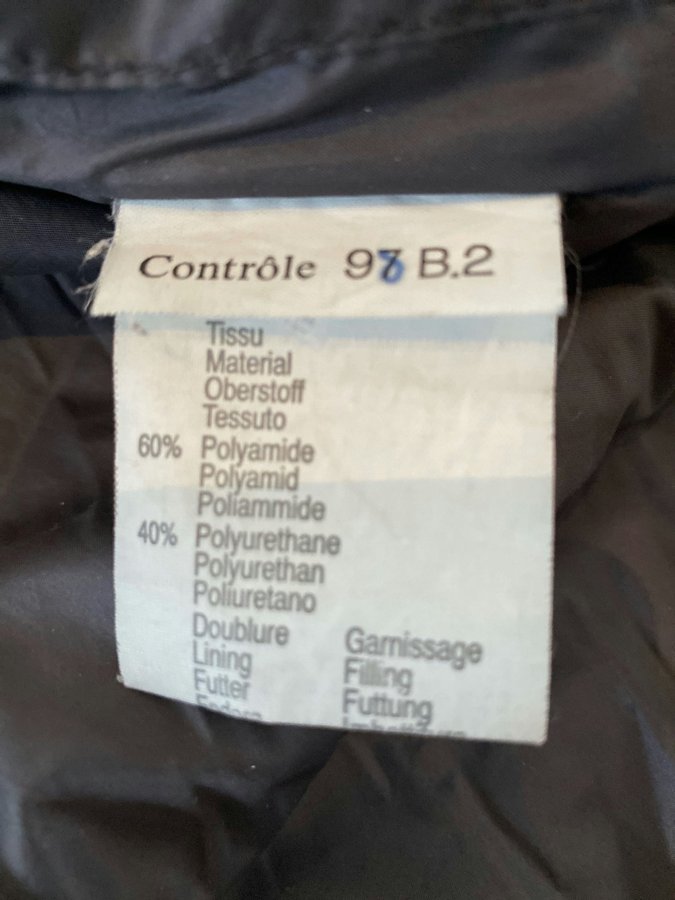 Contrôle 98 B.2
Tissu
Material
Oberstoff
Tessuto
60% Polyamide
Polyamid
Poliammide
40% Polyurethane
Polyurethan
Poliuretano
Doublure Garnissage
Lining Filling
Futter Futtung